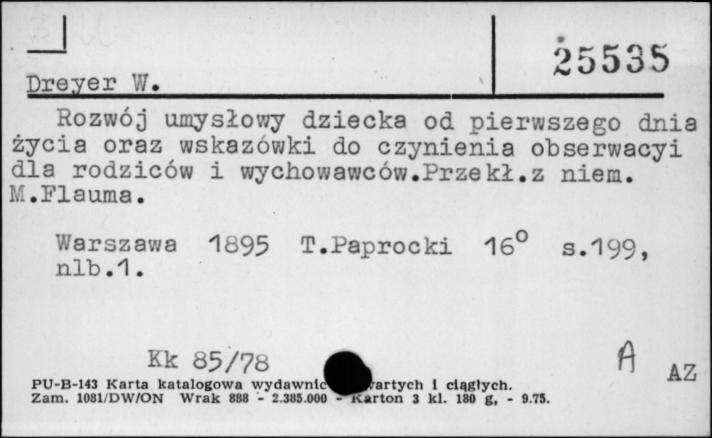 25535
Dreyer W.
Rozwój umysłowy dziecka od pierwszego dnia
życia oraz wskazówki do czynienia obserwacyi
dla rodziców i wychowawców.Przekł.z niem.
M.Flauma.
Warszawa 1895 T.Paprocki 16° s.199,
nlb.1.
Kk 85/78 A AZ
PU-B-143 Karta katalogowa wydawnic wartych i ciągłych.
Zam. 1081/DW/ON Wrak 888 - 2.385.000 - Karton 3 kl. 180 g, - 9.75.